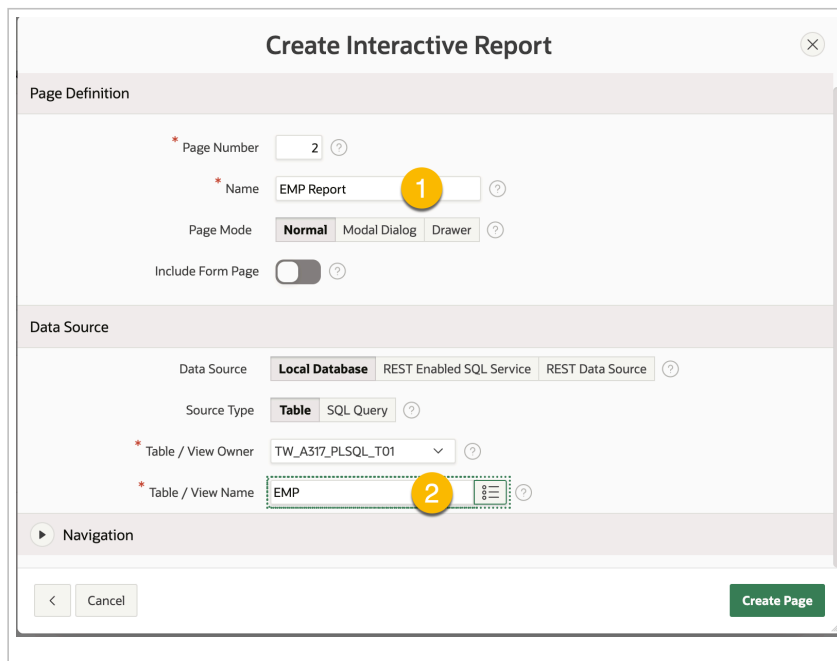 Create Interactive Report
Page Definition
* Page Number 2 ?
* Name EMP Report 1 ?
Page Mode Normal Modal Dialog Drawer ?
Include Form Page ?
Data Source
Data Source Local Database REST Enabled SQL Service REST Data Source ?
Source Type Table SQL Query ?
* Table / View Owner TW_A317_PLSQL_T01 ?
* Table / View Name EMP 2 ?
Navigation
< Cancel Create Page